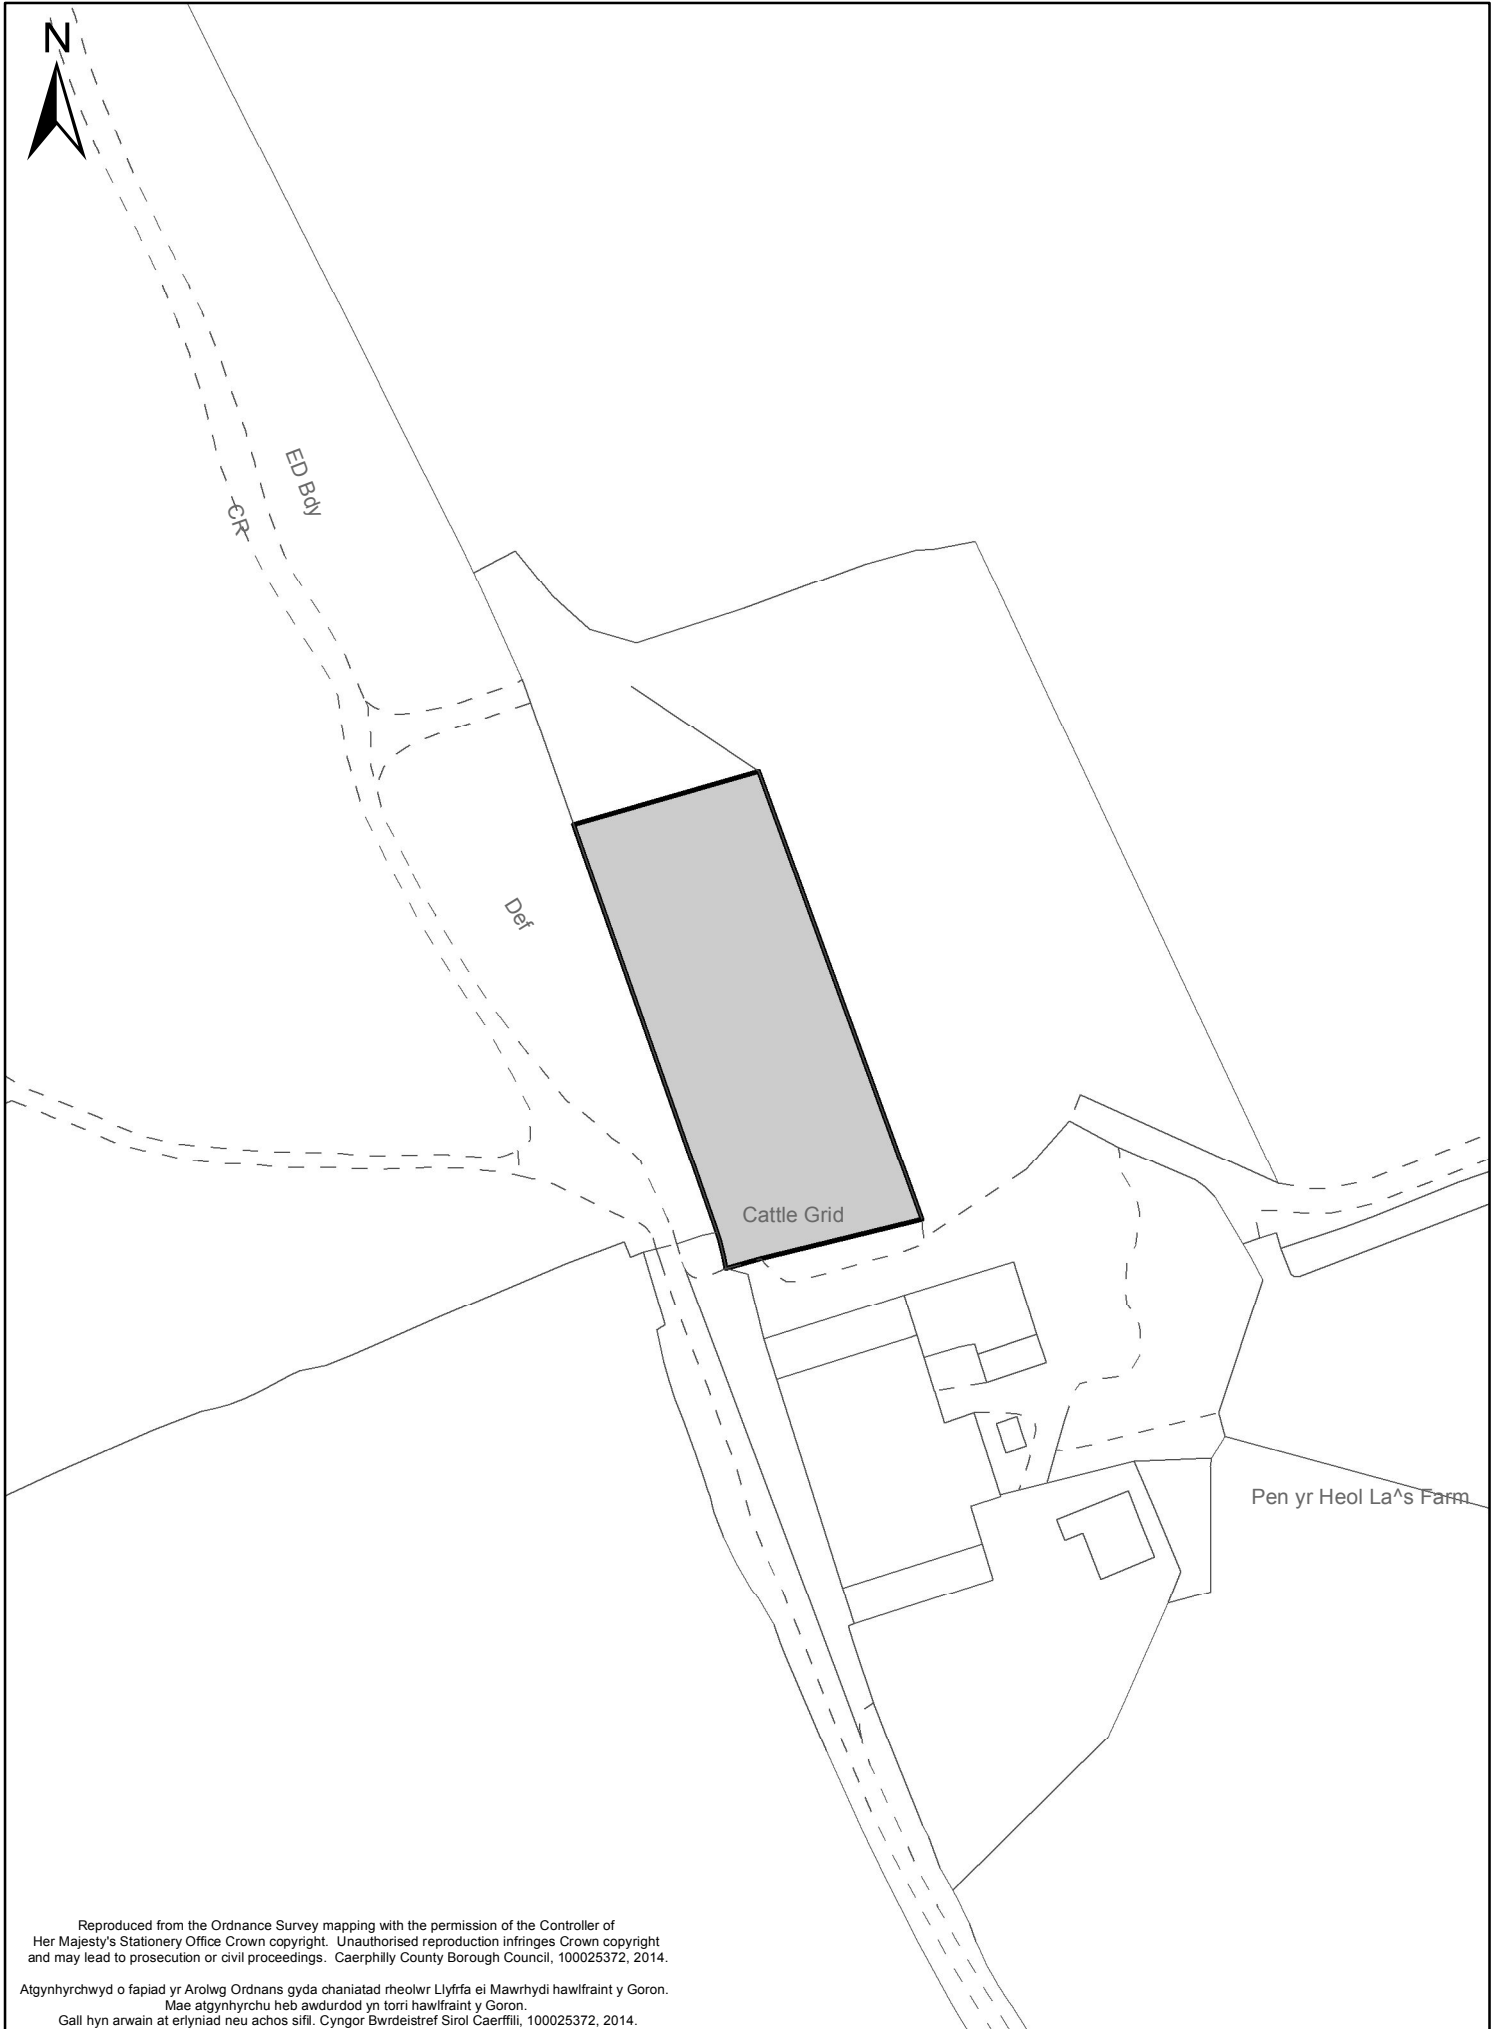 N
ED Bdy
CR
Def
Cattle Grid
Pen yr Heol La^s Farm
Reproduced from the Ordnance Survey mapping with the permission of the Controller of
Her Majesty's Stationery Office Crown copyright. Unauthorised reproduction infringes Crown copyright
and may lead to prosecution or civil proceedings. Caerphilly County Borough Council, 100025372, 2014.
Atgynhyrchwyd o fapiad yr Arolwg Ordnans gyda chaniatad rheolwr Llyfrfa ei Mawrhydi hawlfraint y Goron.
Mae atgynhyrchu heb awdurdod yn torri hawlfraint y Goron.
Gall hyn arwain at erlyniad neu achos sifil. Cyngor Bwrdeistref Sirol Caerffili, 100025372, 2014.